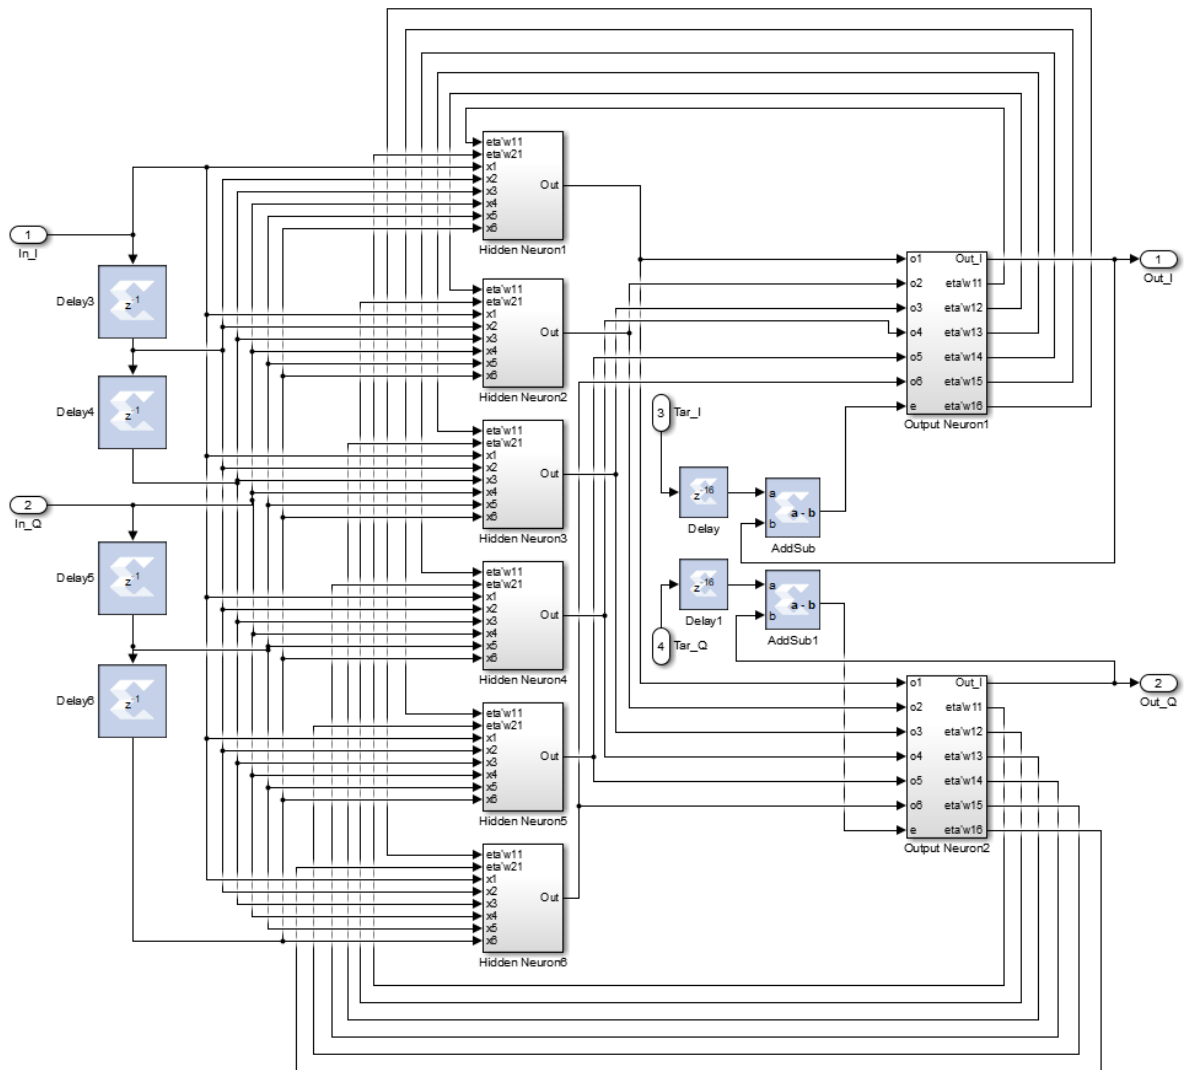 eta'w11
eta'w21
x1
x2
x3
x4
x5
x6
Out
Hidden Neuron1
1
In_I
Delay3
z-1
Delay4
z-1
2
In_Q
Delay5
z-1
Delay6
z-1
eta'w11
eta'w21
x1
x2
x3
x4
x5
x6
Out
Hidden Neuron2
eta'w11
eta'w21
x1
x2
x3
x4
x5
x6
Out
Hidden Neuron3
eta'w11
eta'w21
x1
x2
x3
x4
x5
x6
Out
Hidden Neuron4
eta'w11
eta'w21
x1
x2
x3
x4
x5
x6
Out
Hidden Neuron5
eta'w11
eta'w21
x1
x2
x3
x4
x5
x6
Out
Hidden Neuron6
3
Tar_I
z-16
Delay
a
b
a - b
AddSub
z-16
Delay1
a
b
a - b
AddSub1
4
Tar_Q
o1 Out_I
o2 eta'w11
o3 eta'w12
o4 eta'w13
o5 eta'w14
o6 eta'w15
e eta'w16
Output Neuron1
1
Out_I
o1 Out_I
o2 eta'w11
o3 eta'w12
o4 eta'w13
o5 eta'w14
o6 eta'w15
e eta'w16
Output Neuron2
2
Out_Q